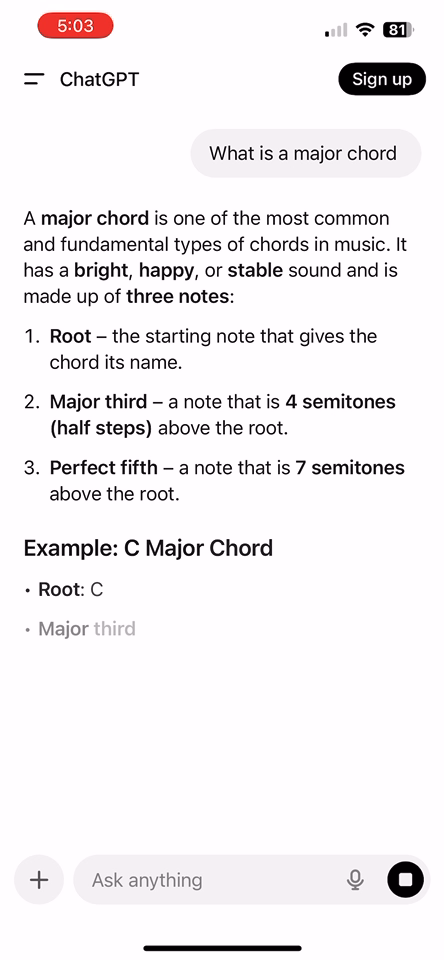 5:03
81
ChatGPT
Sign up
What is a major chord
A major chord is one of the most common
and fundamental types of chords in music. It
has a bright, happy, or stable sound and is
made up of three notes:
1. Root – the starting note that gives the
chord its name.
2. Major third – a note that is 4 semitones
(half steps) above the root.
3. Perfect fifth – a note that is 7 semitones
above the root.
Example: C Major Chord
• Root: C
• Major third
Ask anything